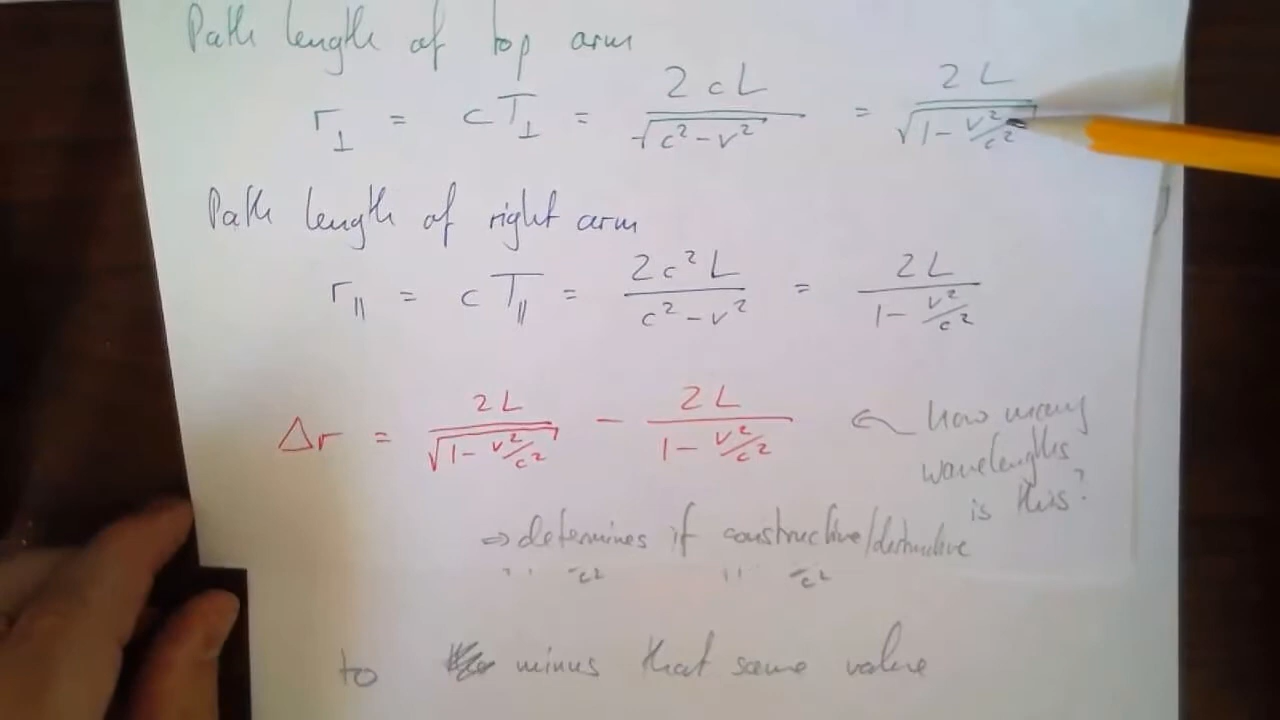 Path length of top arm
r⊥ = cT⊥ = 2cL / √(c² - v²) = 2L / √(1 - v²/c²)
Path length of right arm
r∥ = cT∥ = 2c²L / (c² - v²) = 2L / (1 - v²/c²)
Δr = 2L / √(1 - v²/c²) - 2L / (1 - v²/c²)
← how many
wavelengths
is this?
⇒ determines if constructive/destructive
c² c²
to minus that same value